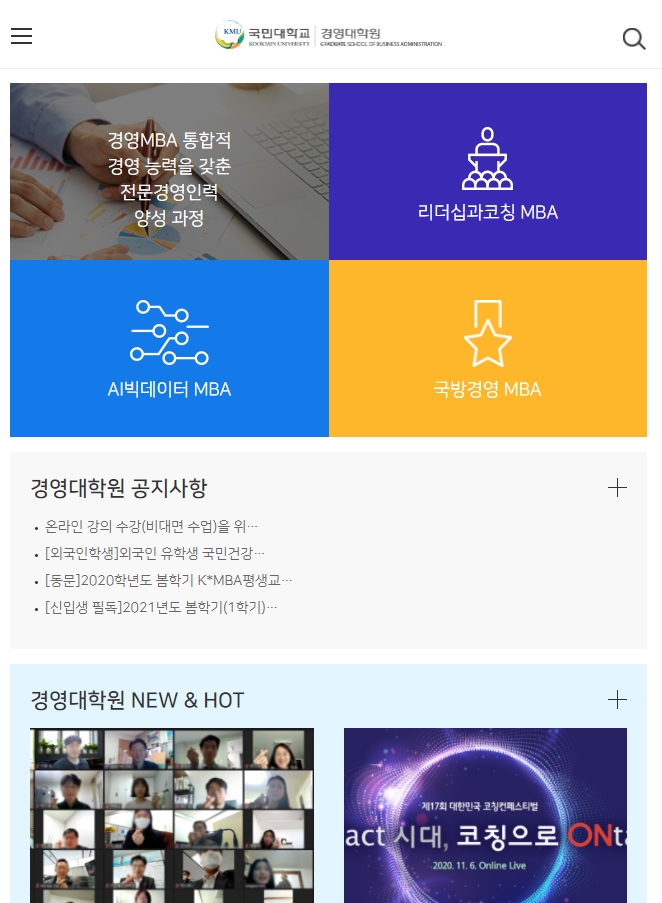 KMU 국민대학교 경영대학원
KOOKMIN UNIVERSITY GRADUATE SCHOOL OF BUSINESS ADMINISTRATION
경영MBA 통합적
경영 능력을 갖춘
전문경영인력
양성 과정
리더십과코칭 MBA
AI빅데이터 MBA
국방경영 MBA
경영대학원 공지사항
온라인 강의 수강(비대면 수업)을 위…
[외국인학생]외국인 유학생 국민건강…
[동문]2020학년도 봄학기 K*MBA평생교…
[신입생 필독]2021년도 봄학기(1학기)…
경영대학원 NEW & HOT
제17회 대한민국 코칭컨페스티벌
act 시대, 코칭으로 ONta
2020. 11. 6. Online Live